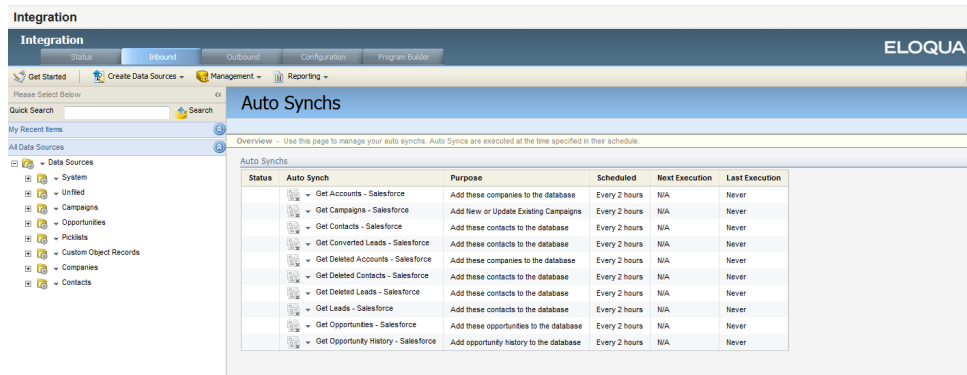 Integration
Integration
ELOQUA
Status Inbound Outbound Configuration Program Builder
Get Started Create Data Sources Management Reporting
Please Select Below «
Quick Search Search
My Recent Items
All Data Sources
Data Sources
System
Unfiled
Campaigns
Opportunities
Picklists
Custom Object Records
Companies
Contacts
Auto Synchs
Overview - Use this page to manage your auto synchs. Auto Syncs are executed at the time specified in their schedule.
Auto Synchs
Status Auto Synch Purpose Scheduled Next Execution Last Execution
Get Accounts - Salesforce Add these companies to the database Every 2 hours N/A Never
Get Campaigns - Salesforce Add New or Update Existing Campaigns Every 2 hours N/A Never
Get Contacts - Salesforce Add these contacts to the database Every 2 hours N/A Never
Get Converted Leads - Salesforce Add these contacts to the database Every 2 hours N/A Never
Get Deleted Accounts - Salesforce Add these companies to the database Every 2 hours N/A Never
Get Deleted Contacts - Salesforce Add these contacts to the database Every 2 hours N/A Never
Get Deleted Leads - Salesforce Add these contacts to the database Every 2 hours N/A Never
Get Leads - Salesforce Add these contacts to the database Every 2 hours N/A Never
Get Opportunities - Salesforce Add these opportunities to the database Every 2 hours N/A Never
Get Opportunity History - Salesforce Add opportunity history to the database Every 2 hours N/A Never